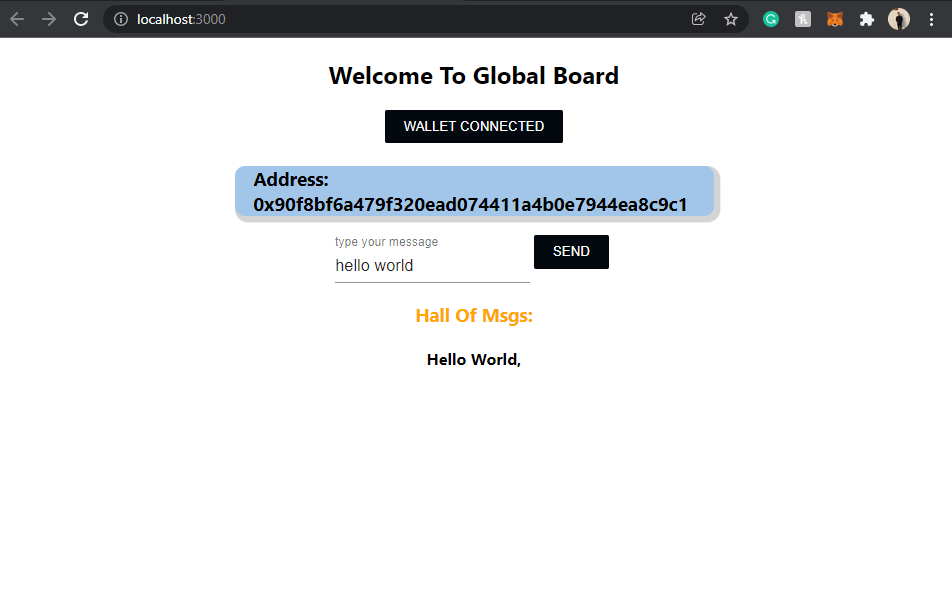 localhost:3000
Welcome To Global Board
WALLET CONNECTED
Address:
0x90f8bf6a479f320ead074411a4b0e7944ea8c9c1
type your message
hello world
SEND
Hall Of Msgs:
Hello World,